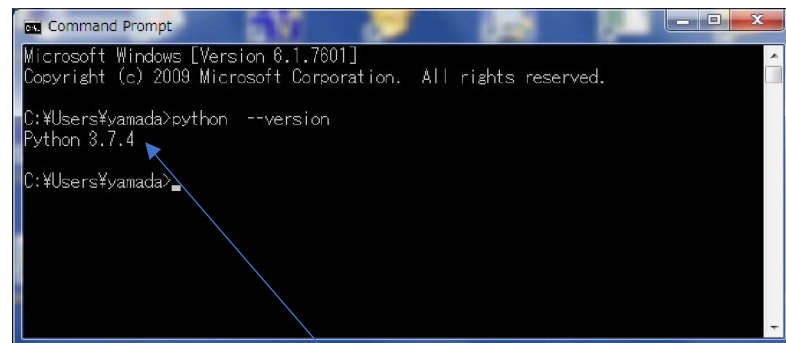 Command Prompt
Microsoft Windows [Version 6.1.7601]
Copyright (c) 2009 Microsoft Corporation.  All rights reserved.
C:¥Users¥yamada>python  --version
Python 3.7.4
C:¥Users¥yamada>